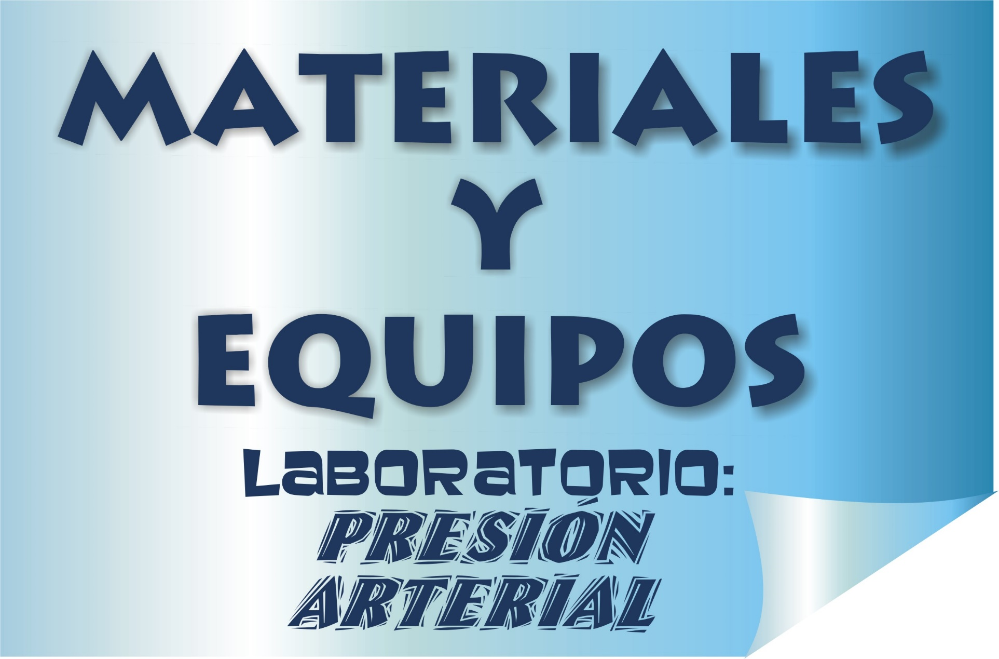 MATERIALES
Y
EQUIPOS
LaBORaTORIO:
PRESIÓN
ARTERIAL